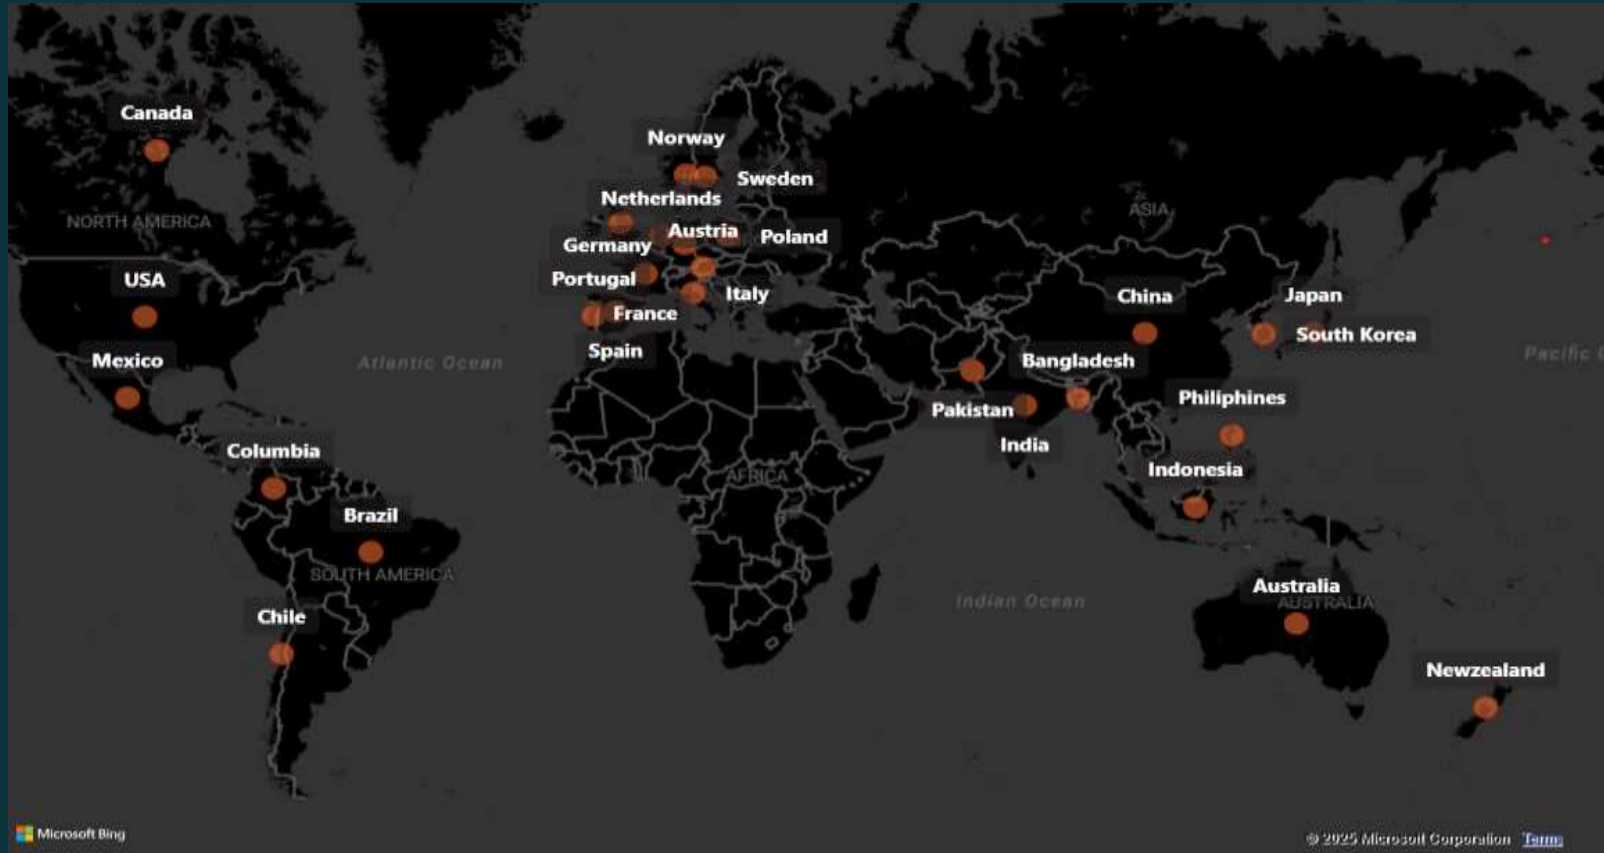 Canada
Norway
Sweden
Netherlands
NORTH AMERICA
ASIA
Austria
Poland
Germany
USA
Portugal
Italy
China
Japan
France
South Korea
Spain
Mexico
Atlantic Ocean
Bangladesh
Pacific
Philiphines
Pakistan
India
Columbia
Indonesia
AFRICA
Brazil
SOUTH AMERICA
Australia
AUSTRALIA
Indian Ocean
Chile
Newzealand
Microsoft Bing
© 2025 Microsoft Corporation Terms